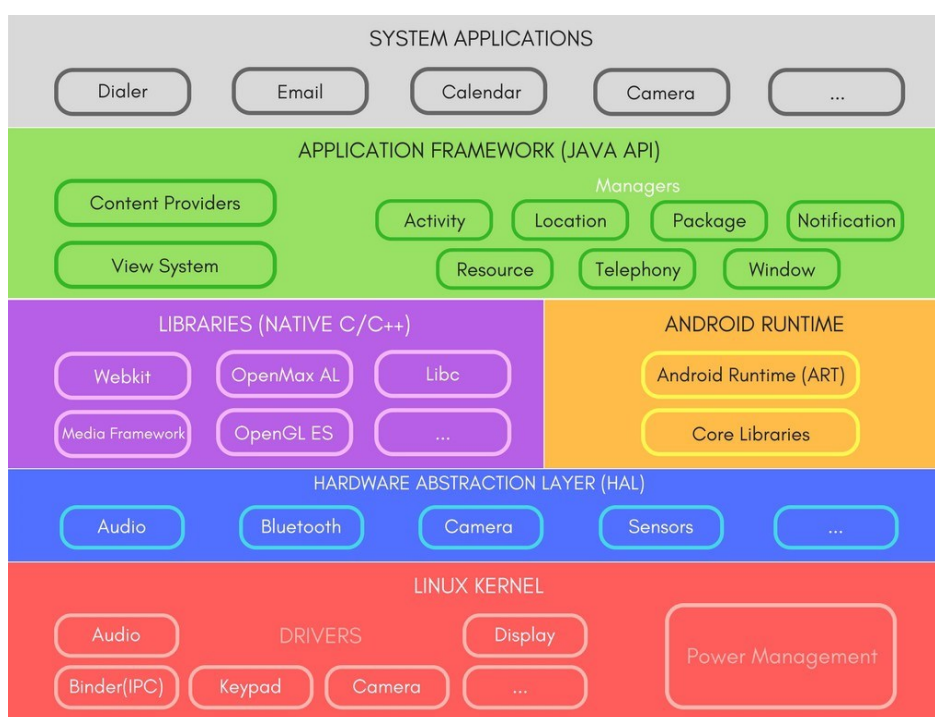 SYSTEM APPLICATIONS
Dialer
Email
Calendar
Camera
...
APPLICATION FRAMEWORK (JAVA API)
Managers
Content Providers
Activity
Location
Package
Notification
View System
Resource
Telephony
Window
LIBRARIES (NATIVE C/C++)
Webkit
OpenMax AL
Libc
Media Framework
OpenGL ES
...
ANDROID RUNTIME
Android Runtime (ART)
Core Libraries
HARDWARE ABSTRACTION LAYER (HAL)
Audio
Bluetooth
Camera
Sensors
...
LINUX KERNEL
Audio
DRIVERS
Display
Binder(IPC)
Keypad
Camera
...
Power Management